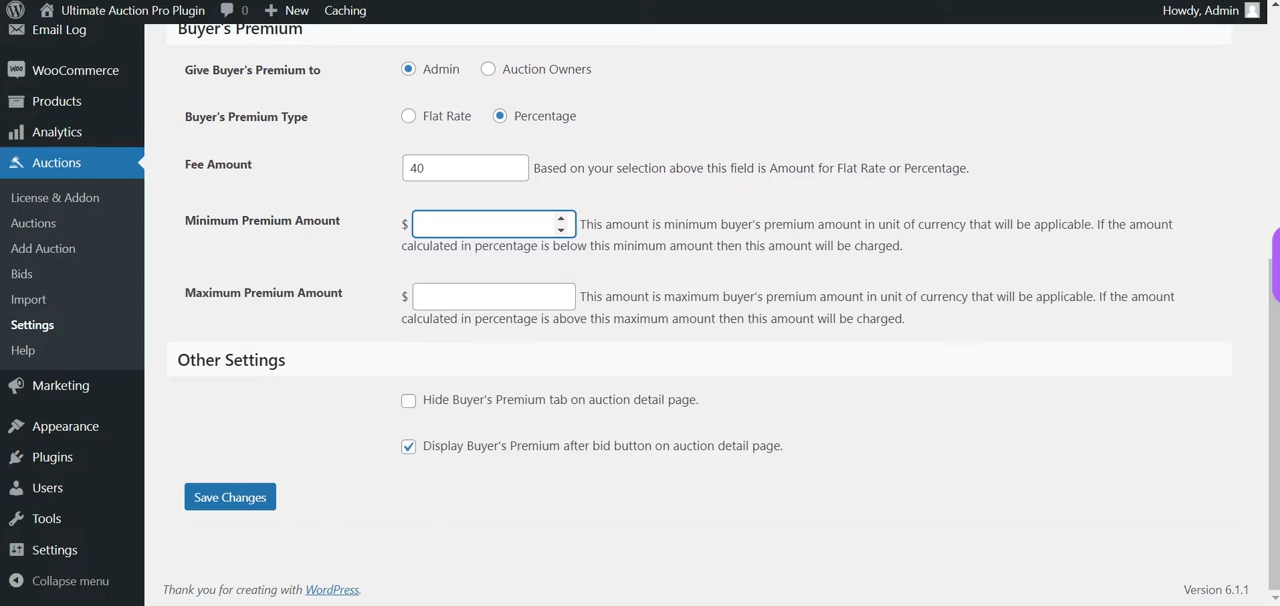 Ultimate Auction Pro Plugin 0 New Caching Howdy, Admin
Email Log
WooCommerce
Products
Analytics
Auctions
License & Addon
Auctions
Add Auction
Bids
Import
Settings
Help
Marketing
Appearance
Plugins
Users
Tools
Settings
Collapse menu
Buyer's Premium
Give Buyer's Premium to Admin Auction Owners
Buyer's Premium Type Flat Rate Percentage
Fee Amount 40 Based on your selection above this field is Amount for Flat Rate or Percentage.
Minimum Premium Amount $ This amount is minimum buyer's premium amount in unit of currency that will be applicable. If the amount
calculated in percentage is below this minimum amount then this amount will be charged.
Maximum Premium Amount $ This amount is maximum buyer's premium amount in unit of currency that will be applicable. If the amount
calculated in percentage is above this maximum amount then this amount will be charged.
Other Settings
Hide Buyer's Premium tab on auction detail page.
Display Buyer's Premium after bid button on auction detail page.
Save Changes
Thank you for creating with WordPress. Version 6.1.1